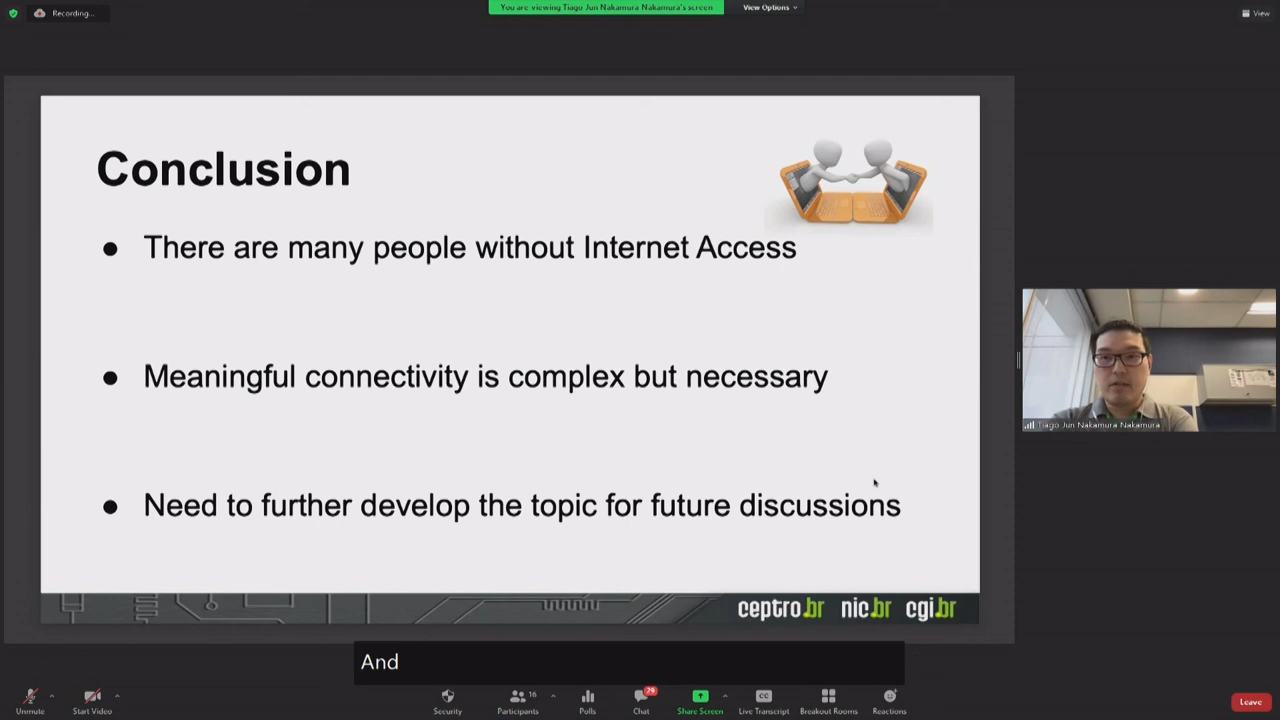 Recording...
You are viewing Tiago Jun Nakamura Nakamura's screen
View Options
View
Conclusion
● There are many people without Internet Access
● Meaningful connectivity is complex but necessary
● Need to further develop the topic for future discussions
ceptro.br nic.br cgi.br
Tiago Jun Nakamura Nakamura
And
Unmute
Start Video
Security
16
Participants
Polls
29
Chat
Share Screen
CC
Live Transcript
Breakout Rooms
Reactions
Leave